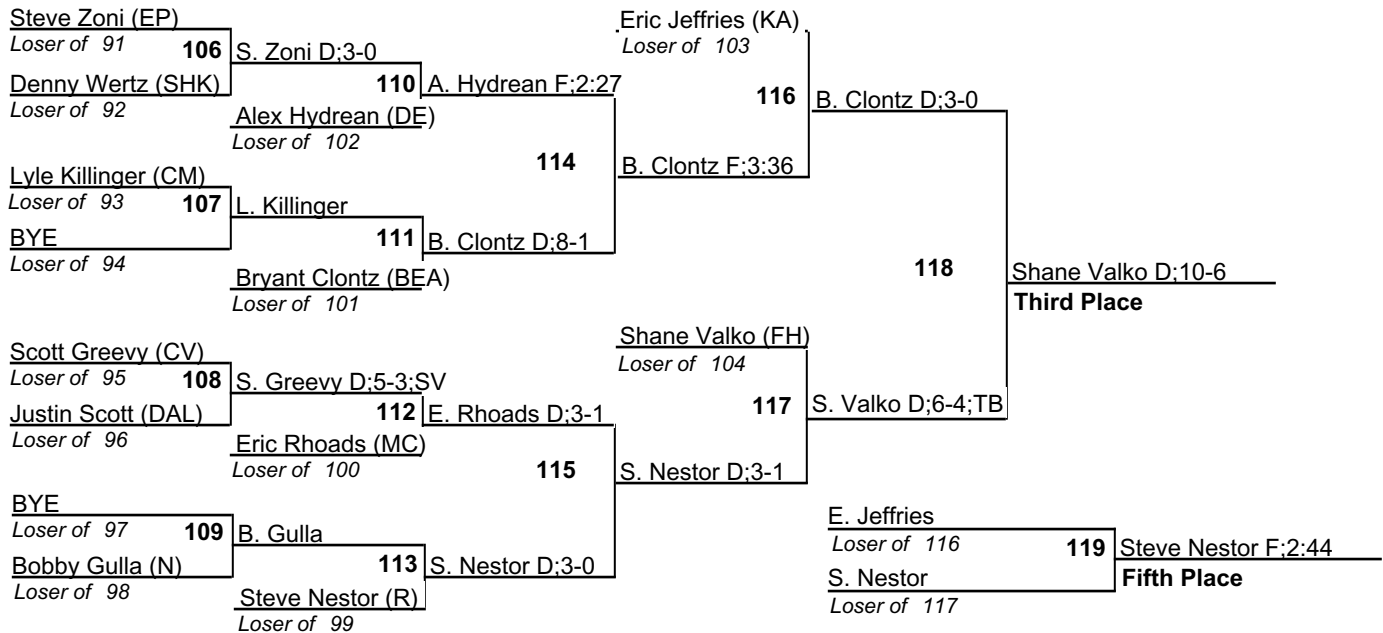 Steve Zoni (EP)
Loser of 91
106
S. Zoni D;3-0
Denny Wertz (SHK)
Loser of 92
110
A. Hydrean F;2:27
Alex Hydrean (DE)
Loser of 102
Lyle Killinger (CM)
Loser of 93
107
L. Killinger
BYE
Loser of 94
111
B. Clontz D;8-1
Bryant Clontz (BEA)
Loser of 101
114
B. Clontz F;3:36
Eric Jeffries (KA)
Loser of 103
116
B. Clontz D;3-0
Scott Greevy (CV)
Loser of 95
108
S. Greevy D;5-3;SV
Justin Scott (DAL)
Loser of 96
112
E. Rhoads D;3-1
Eric Rhoads (MC)
Loser of 100
BYE
Loser of 97
109
B. Gulla
Bobby Gulla (N)
Loser of 98
113
S. Nestor D;3-0
Steve Nestor (R)
Loser of 99
115
S. Nestor D;3-1
Shane Valko (FH)
Loser of 104
117
S. Valko D;6-4;TB
118
Shane Valko D;10-6
Third Place
E. Jeffries
Loser of 116
119
Steve Nestor F;2:44
S. Nestor
Fifth Place
Loser of 117